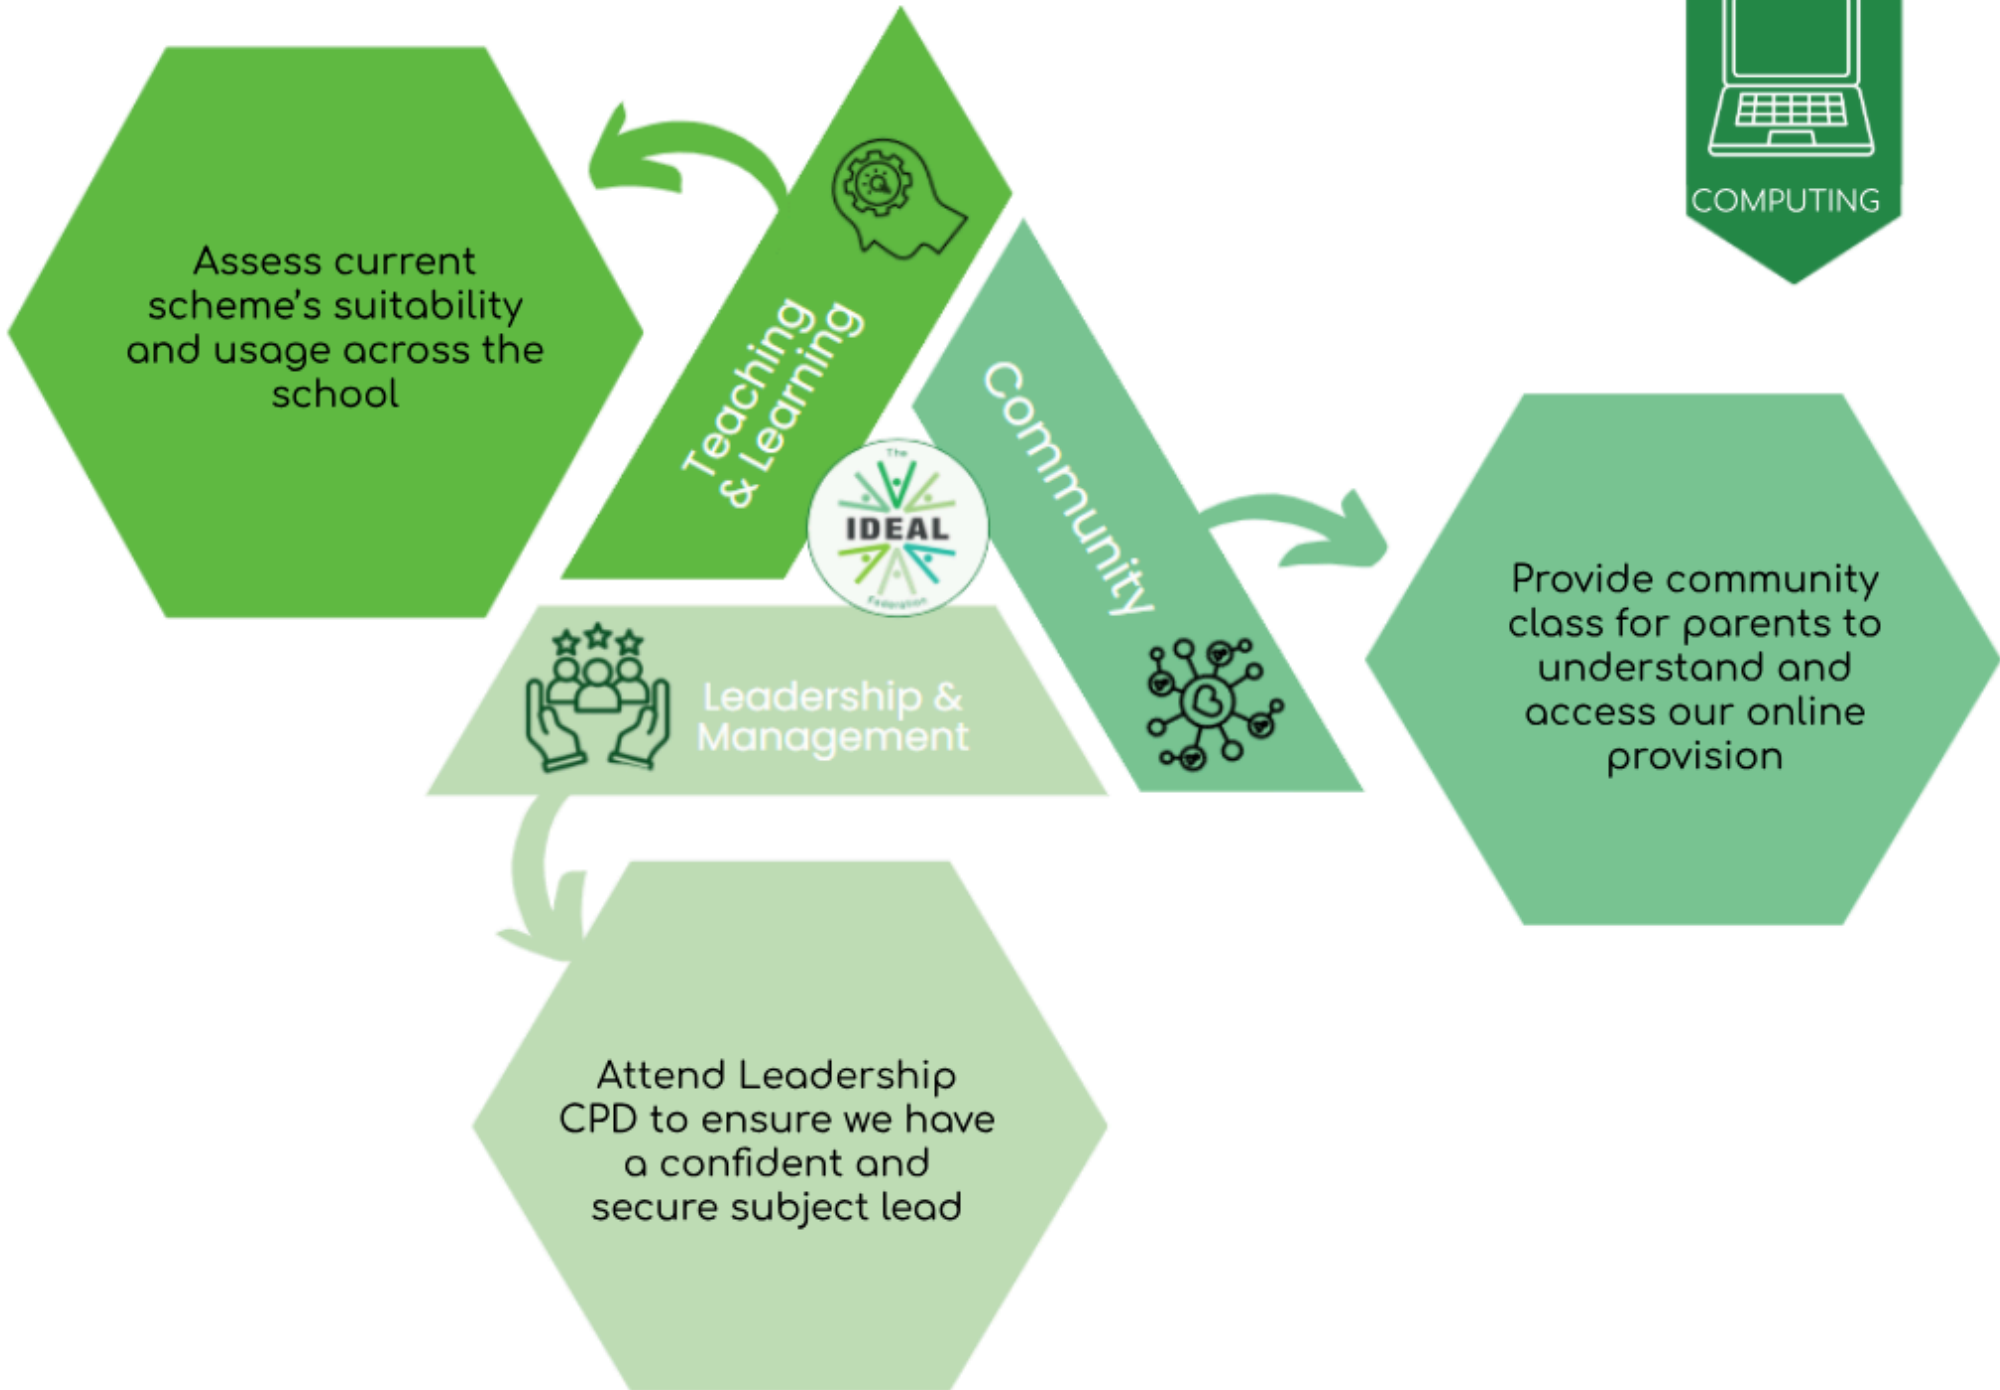 COMPUTING
Assess current
scheme's suitability
and usage across the
school
Teaching
& Learning
Community
The
IDEAL
Federation
Leadership &
Management
Provide community
class for parents to
understand and
access our online
provision
Attend Leadership
CPD to ensure we have
a confident and
secure subject lead